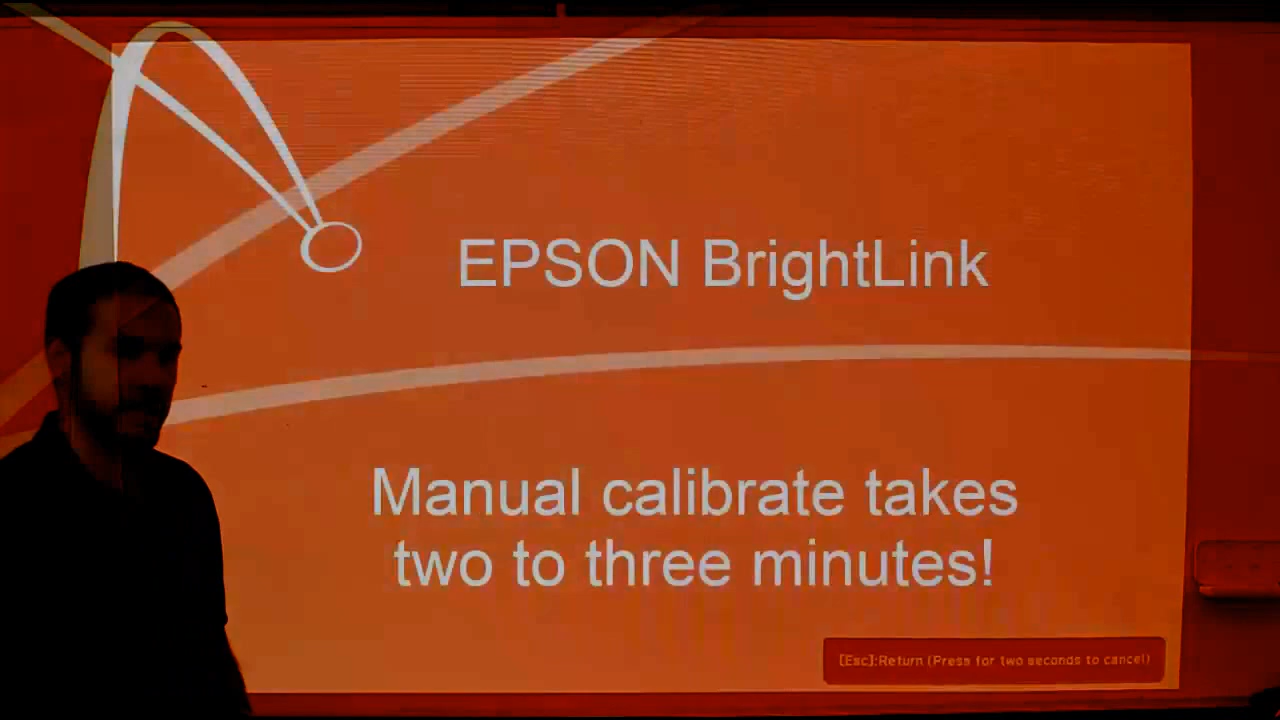 EPSON BrightLink
Manual calibrate takes
two to three minutes!
[Esc]:Return (Press for two seconds to cancel)